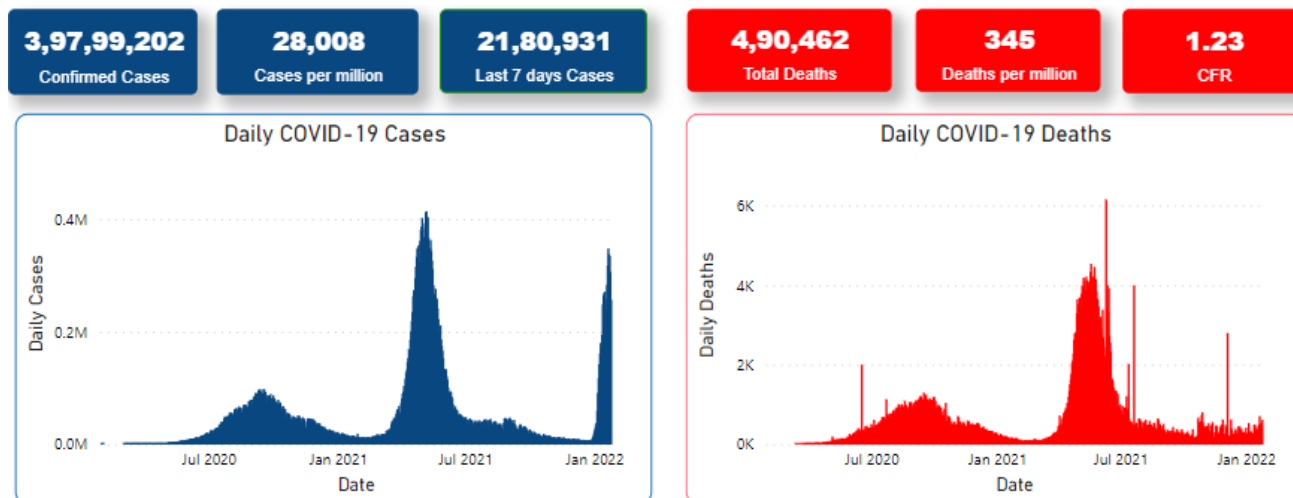 3,97,99,202
Confirmed Cases
28,008
Cases per million
21,80,931
Last 7 days Cases
4,90,462
Total Deaths
345
Deaths per million
1.23
CFR
Daily COVID-19 Cases
0.4M
0.2M
0.0M
Daily Cases
Jul 2020
Jan 2021
Jul 2021
Jan 2022
Date
Daily COVID-19 Deaths
6K
4K
2K
0K
Daily Deaths
Jul 2020
Jan 2021
Jul 2021
Jan 2022
Date